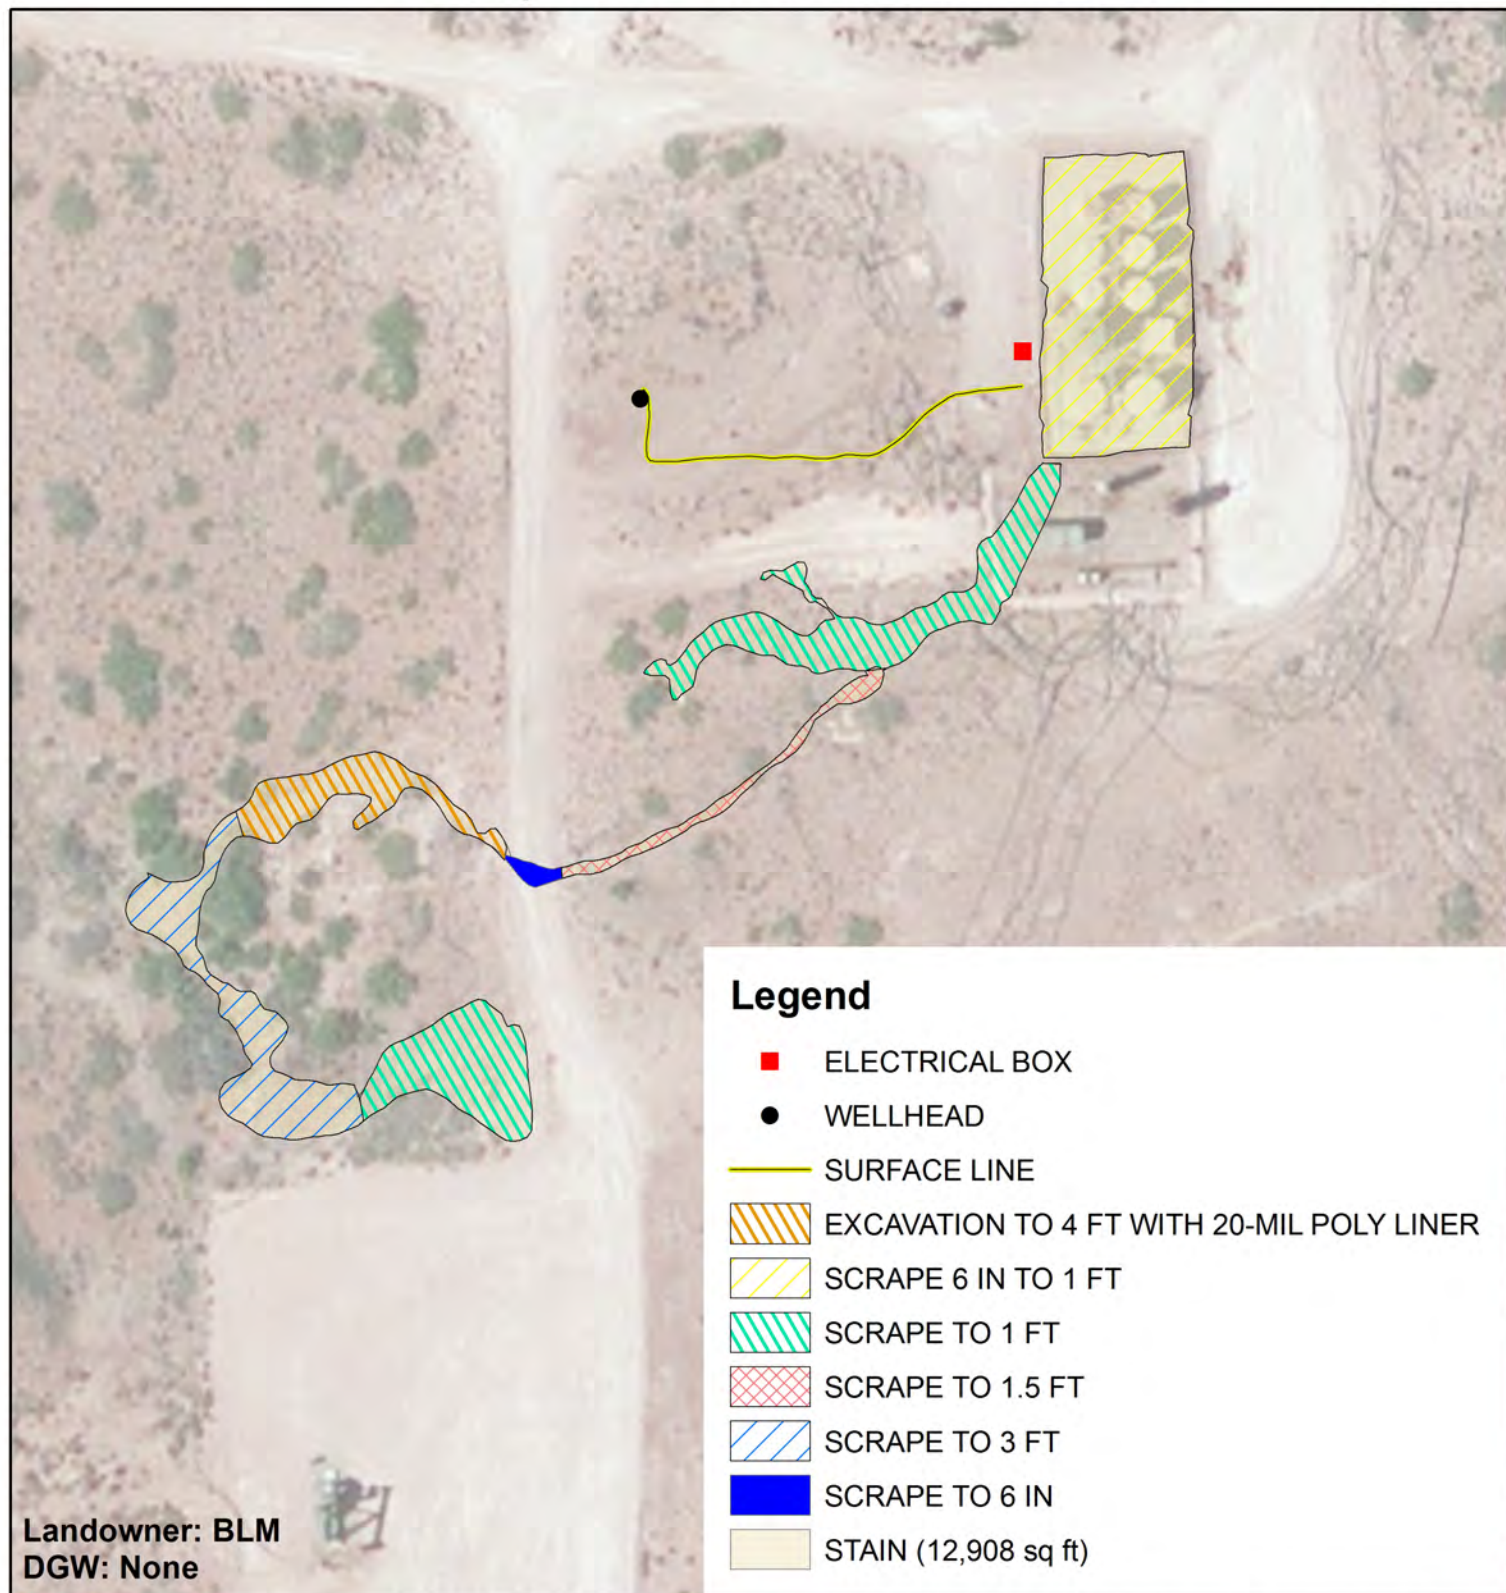 Legend
ELECTRICAL BOX
WELLHEAD
SURFACE LINE
EXCAVATION TO 4 FT WITH 20-MIL POLY LINER
SCRAPE 6 IN TO 1 FT
SCRAPE TO 1 FT
SCRAPE TO 1.5 FT
SCRAPE TO 3 FT
SCRAPE TO 6 IN
STAIN (12,908 sq ft)
Landowner: BLM
DGW: None